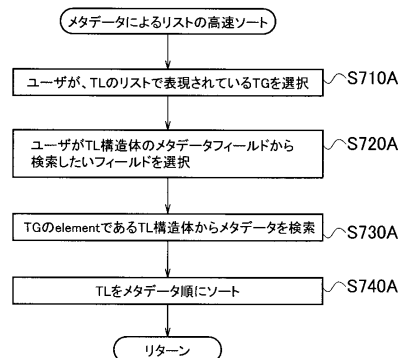 メタデータによるリストの高速ソート
ユーザが、TLのリストで表現されているTGを選択
S710A
ユーザがTL構造体のメタデータフィールドから
検索したいフィールドを選択
S720A
TGのelementであるTL構造体からメタデータを検索
S730A
TLをメタデータ順にソート
S740A
リターン